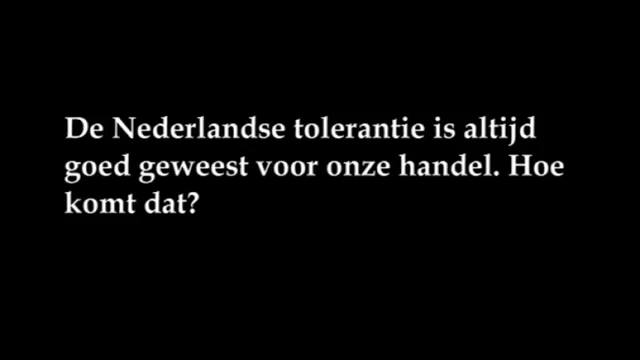 De Nederlandse tolerantie is altijd
goed geweest voor onze handel. Hoe
komt dat?